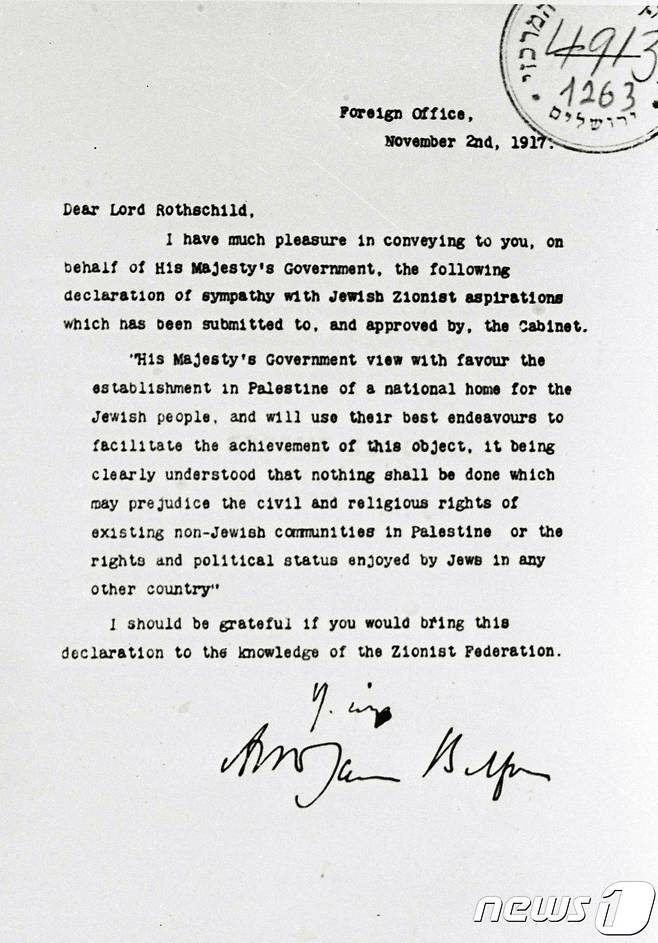 המרכזי
4913
1263
ירושלים
Foreign Office,
November 2nd, 1917.
Dear Lord Rothschild,
I have much pleasure in conveying to you, on
behalf of His Majesty's Government, the following
declaration of sympathy with Jewish Zionist aspirations
which has been submitted to, and approved by, the Cabinet.
"His Majesty's Government view with favour the
establishment in Palestine of a national home for the
Jewish people, and will use their best endeavours to
facilitate the achievement of this object, it being
clearly understood that nothing shall be done which
may prejudice the civil and religious rights of
existing non-Jewish communities in Palestine or the
rights and political status enjoyed by Jews in any
other country"
I should be grateful if you would bring this
declaration to the knowledge of the Zionist Federation.
Balfour
news1